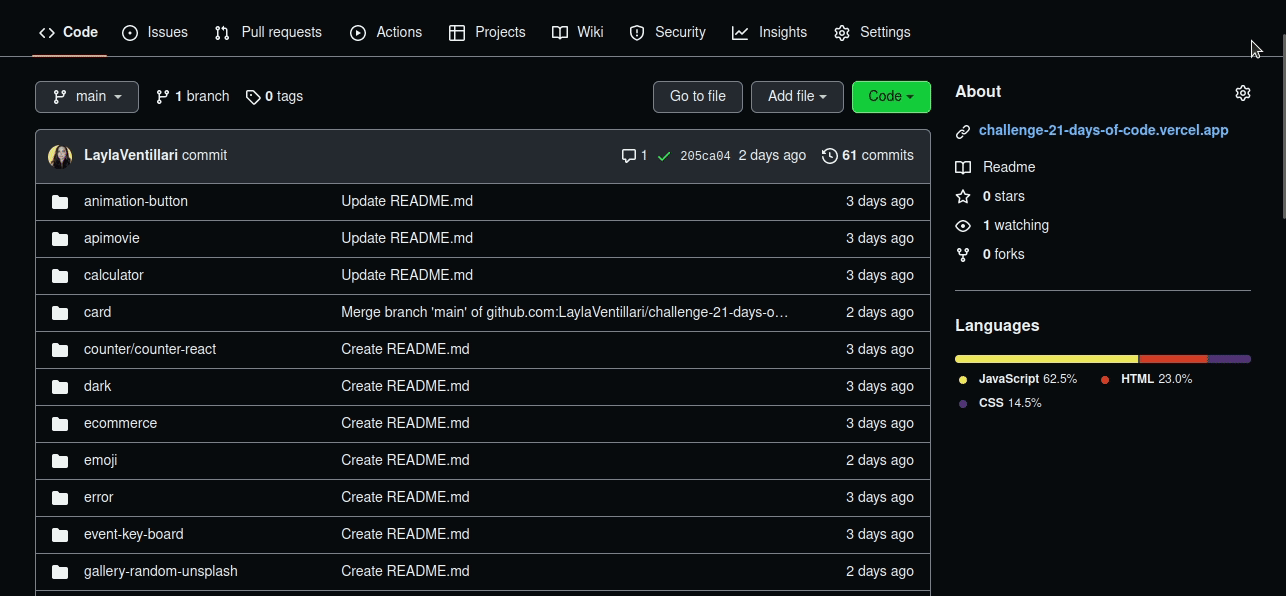 Code Issues Pull requests Actions Projects Wiki Security Insights Settings
main 1 branch 0 tags Go to file Add file Code
LaylaVentillari commit 1 205ca04 2 days ago 61 commits
animation-button Update README.md 3 days ago
apimovie Update README.md 3 days ago
calculator Update README.md 3 days ago
card Merge branch 'main' of github.com:LaylaVentillari/challenge-21-days-o… 2 days ago
counter/counter-react Create README.md 3 days ago
dark Create README.md 3 days ago
ecommerce Create README.md 3 days ago
emoji Create README.md 2 days ago
error Create README.md 3 days ago
event-key-board Create README.md 3 days ago
gallery-random-unsplash Create README.md 2 days ago
About
challenge-21-days-of-code.vercel.app
Readme
0 stars
1 watching
0 forks
Languages
JavaScript 62.5% HTML 23.0%
CSS 14.5%